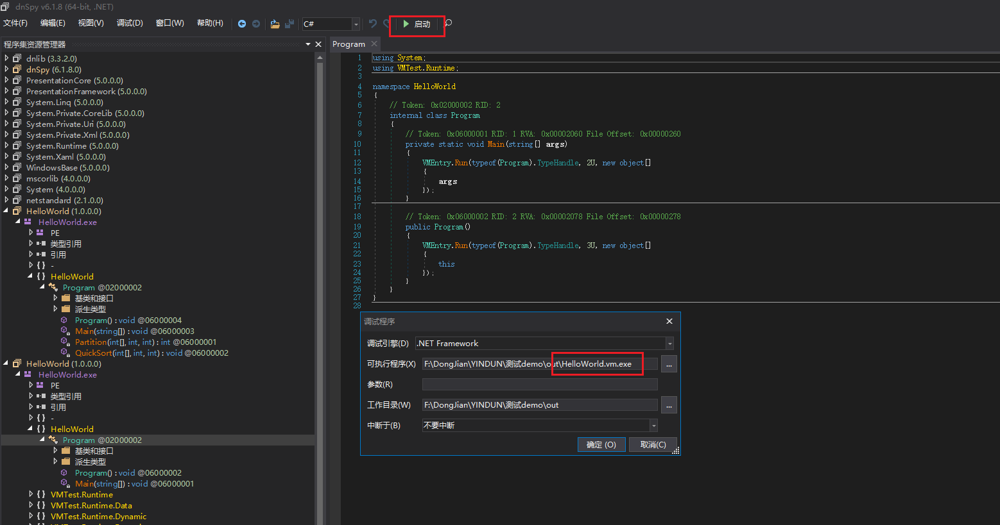 dnSpy v6.1.8 (64-bit, .NET)
文件(F) 编辑(E) 视图(V) 调试(D) 窗口(W) 帮助(H) C# 启动
程序集资源管理器
dnlib (3.3.2.0)
dnSpy (6.1.8.0)
PresentationCore (5.0.0.0)
PresentationFramework (5.0.0.0)
System.Linq (5.0.0.0)
System.Private.CoreLib (5.0.0.0)
System.Private.Uri (5.0.0.0)
System.Private.Xml (5.0.0.0)
System.Runtime (5.0.0.0)
System.Xaml (5.0.0.0)
WindowsBase (5.0.0.0)
mscorlib (4.0.0.0)
System (4.0.0.0)
netstandard (2.1.0.0)
HelloWorld (1.0.0.0)
HelloWorld.exe
PE
类型引用
引用
{ } -
{ } HelloWorld
Program @02000002
基类和接口
派生类型
Program() : void @06000004
Main(string[]) : void @06000003
Partition(int[], int, int) : int @06000001
QuickSort(int[], int, int) : void @06000002
HelloWorld (1.0.0.0)
HelloWorld.exe
PE
类型引用
引用
{ } -
{ } HelloWorld
Program @02000002
基类和接口
派生类型
Program() : void @06000002
Main(string[]) : void @06000001
{ } VMTest.Runtime
{ } VMTest.Runtime.Data
{ } VMTest.Runtime.Dynamic
Program
1 using System;
2 using VMTest.Runtime;
3
4 namespace HelloWorld
5 {
6 // Token: 0x02000002 RID: 2
7 internal class Program
8 {
9 // Token: 0x06000001 RID: 1 RVA: 0x00002060 File Offset: 0x00000260
10 private static void Main(string[] args)
11 {
12 VMEntry.Run(typeof(Program).TypeHandle, 2U, new object[]
13 {
14 args
15 });
16 }
17
18 // Token: 0x06000002 RID: 2 RVA: 0x00002078 File Offset: 0x00000278
19 public Program()
20 {
21 VMEntry.Run(typeof(Program).TypeHandle, 3U, new object[]
22 {
23 this
24 });
25 }
26 }
27 }
28
调试程序
调试引擎(D) .NET Framework
可执行程序(X) F:\DongJian\YINDUN\测试demo\out\HelloWorld.vm.exe ...
参数(R)
工作目录(W) F:\DongJian\YINDUN\测试demo\out ...
中断于(B) 不要中断
确定 (O) 取消(C)